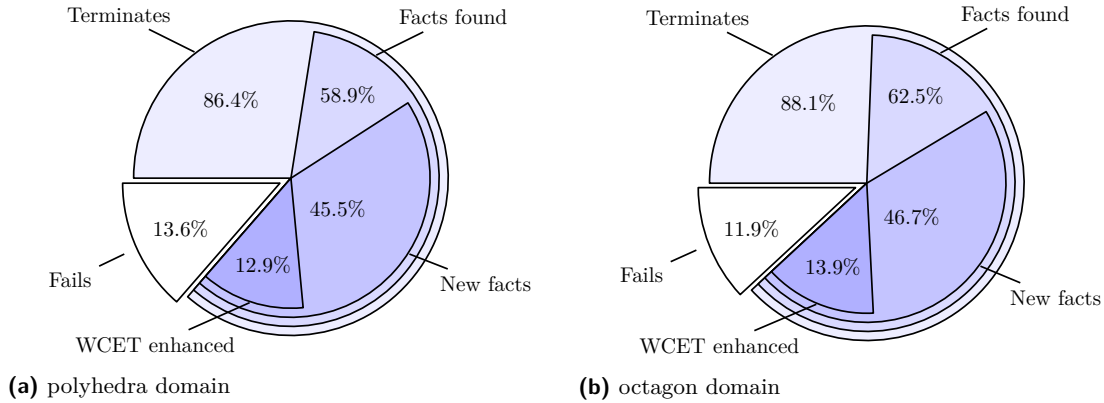 Terminates
Facts found
86.4%
58.9%
45.5%
13.6%
12.9%
Fails
New facts
WCET enhanced
(a) polyhedra domain
Terminates
Facts found
88.1%
62.5%
46.7%
11.9%
13.9%
Fails
New facts
WCET enhanced
(b) octagon domain